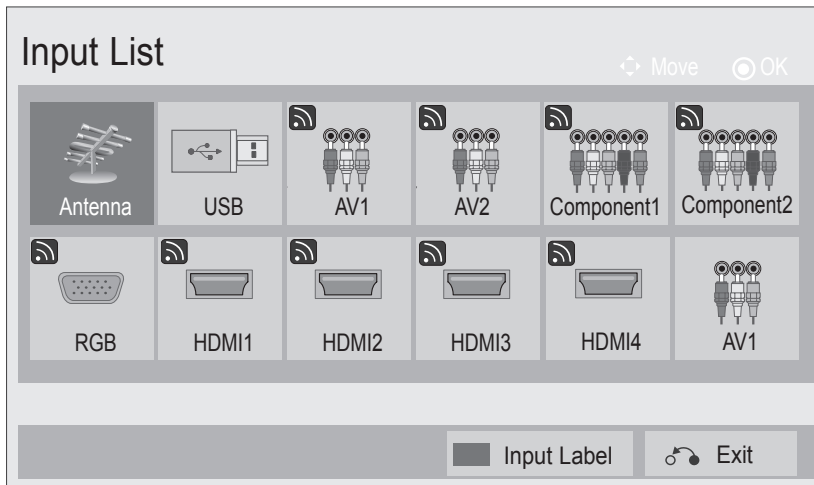 Input List
Move OK
Antenna USB AV1 AV2 Component1 Component2
RGB HDMI1 HDMI2 HDMI3 HDMI4 AV1
Input Label Exit